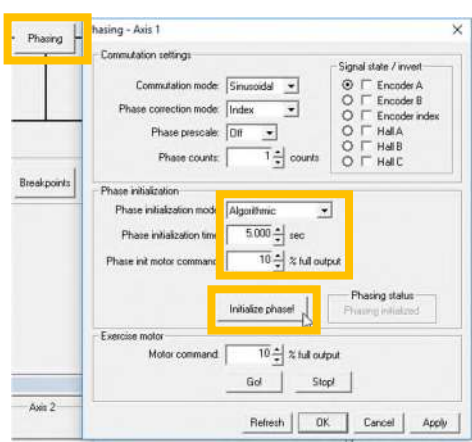 Phasing
hasing - Axis 1
Commutation settings
Commutation mode: Sinusoidal
Phase correction mode: Index
Phase prescale: Off
Phase counts: 1 counts
Signal state / invert
Encoder A
Encoder B
Encoder index
Hall A
Hall B
Hall C
Breakpoints
Phase initialization
Phase initialization mode Algorithmic
Phase initialization time 5.000 sec
Phase init motor command 10 % full output
Initialize phase!
Phasing status
Phasing initialized
Exercise motor
Motor command: 10 % full output
Go! Stop!
Axis 2
Refresh OK Cancel Apply